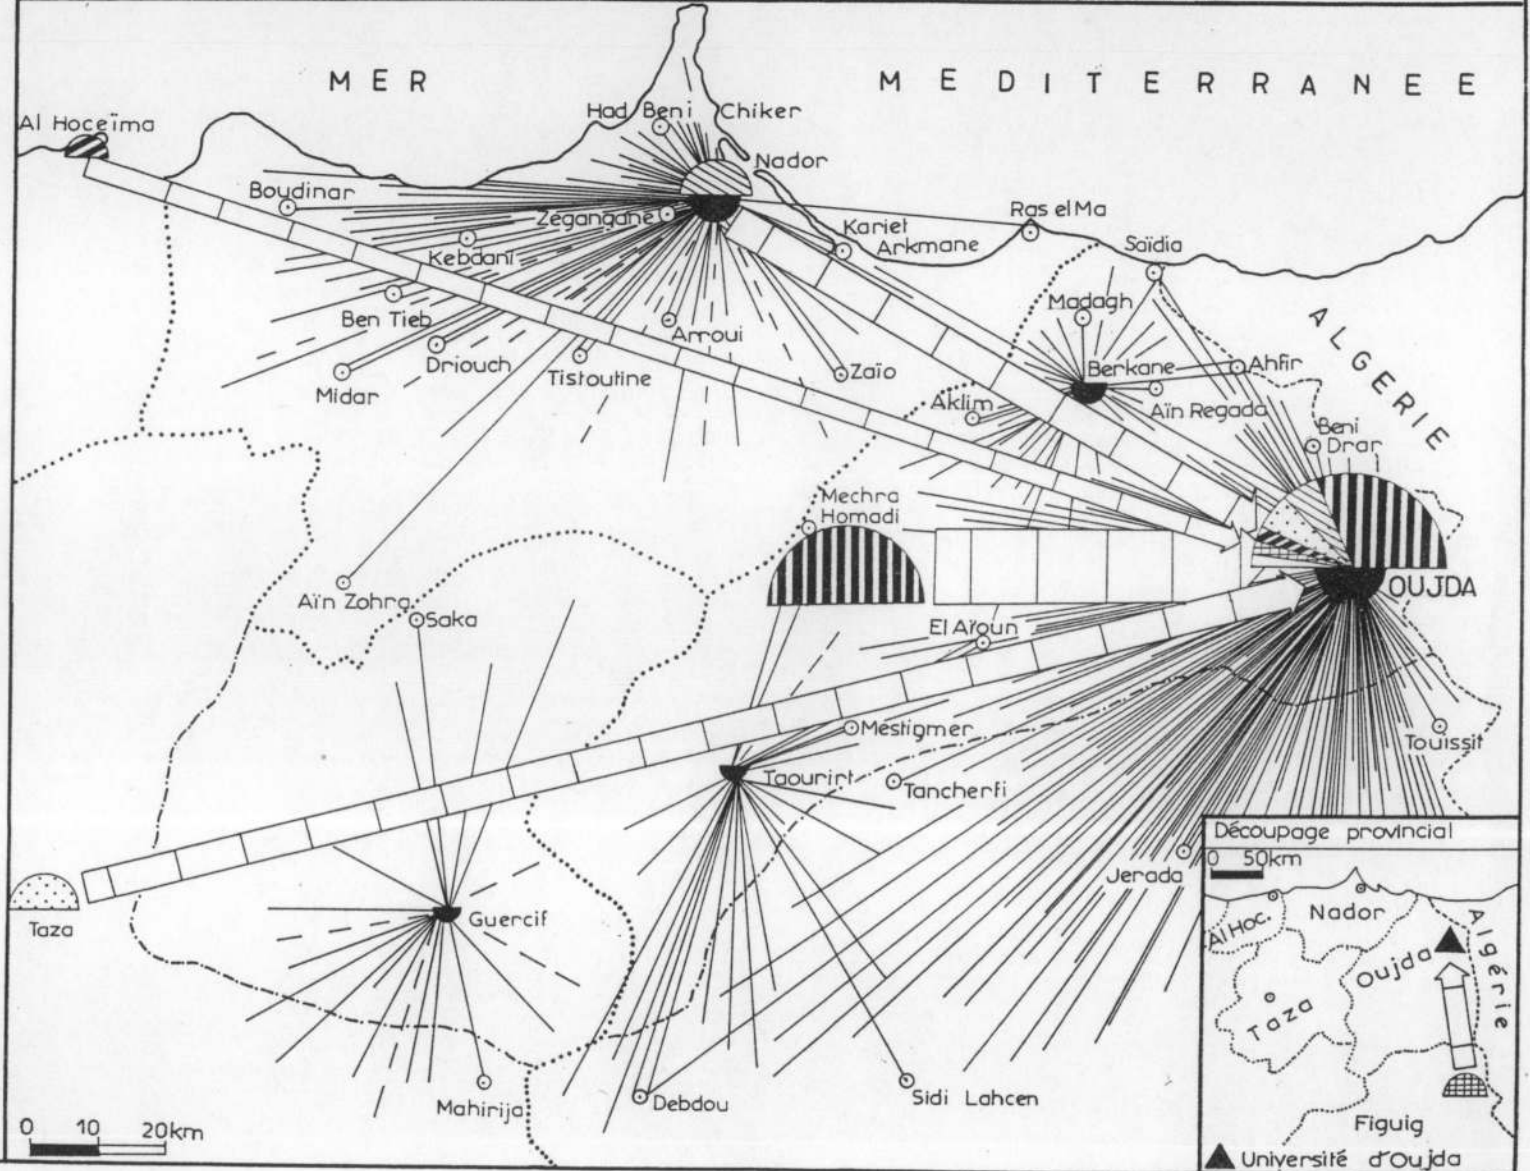 MER MEDITERRANEE
Al Hoceïma
Had Beni Chiker
Nador
Boudinar
Zegangane
Kariet
Arkmane
Ras el Ma
Saïdia
Kebdani
Ben Tieb
Madagh
ALGERIE
Arroui
Driouch
Tistoutine
Midar
Zaïo
Berkane
Ahfir
Aklim
Aïn Regada
Beni
Drar
Mechra
Homadi
OUJDA
Aïn Zohra
Saka
El Aïoun
Mestigmer
Touissit
Taourirt
Tancherfi
Taza
Guercif
Jerada
Mahirija
Debdou
Sidi Lahcen
0 10 20km
Découpage provincial
0 50km
Al Hoc.
Nador
Algérie
Oujda
Taza
Figuig
Université d'Oujda